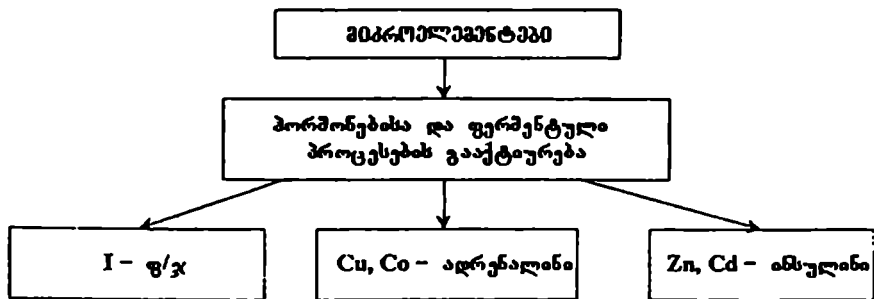 მიკროელემენტები
ჰორმონებისა და ფერმენტული
პროცესების გააქტიურება
I – ფ/ჯ
Cu, Co – ადრენალინი
Zn, Cd – ინსულინი